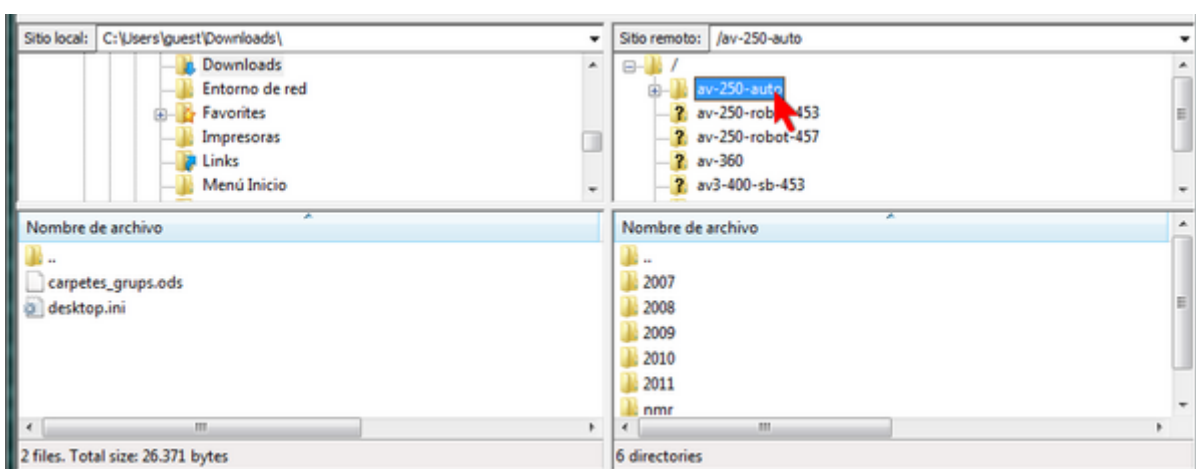 Sitio local: C:\Users\guest\Downloads\
Downloads
Entorno de red
Favorites
Impresoras
Links
Menú Inicio
Nombre de archivo
..
carpetes_grups.ods
desktop.ini
2 files. Total size: 26.371 bytes
Sitio remoto: /av-250-auto
/
av-250-auto
av-250-robot-453
av-250-robot-457
av-360
av3-400-sb-453
Nombre de archivo
..
2007
2008
2009
2010
2011
nmr
6 directories